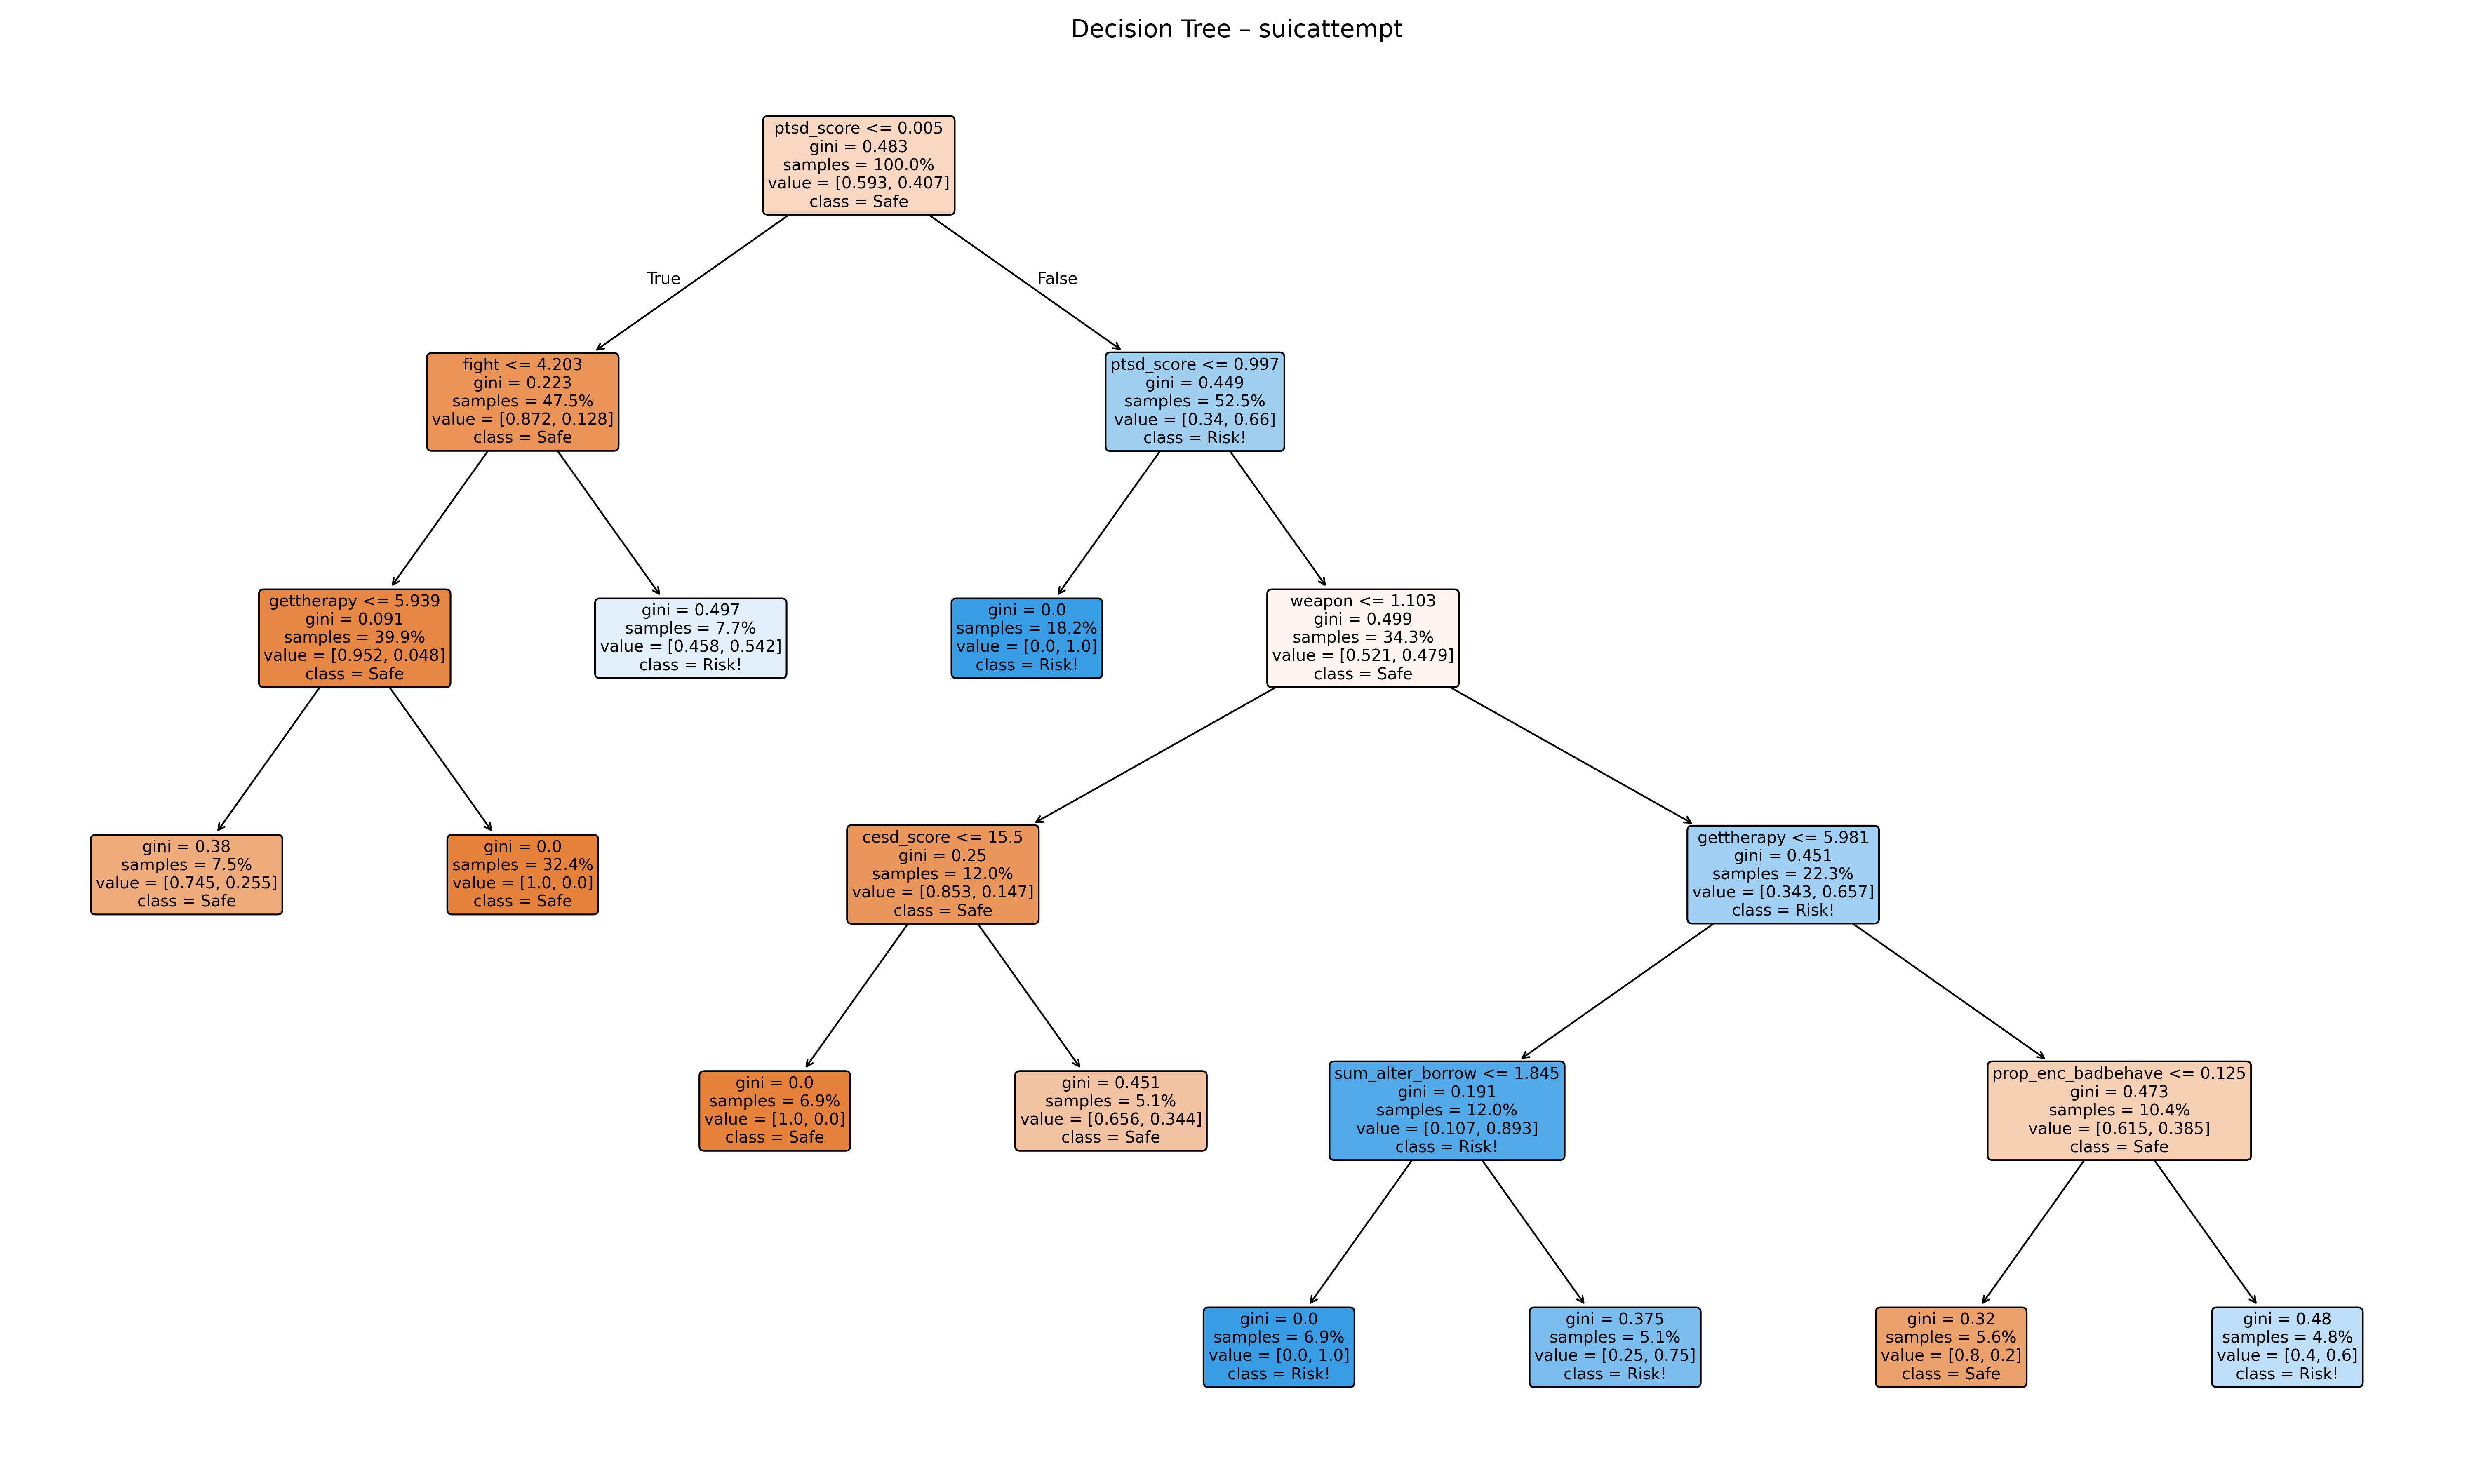 Decision Tree – suicattempt
ptsd_score <= 0.005
gini = 0.483
samples = 100.0%
value = [0.593, 0.407]
class = Safe
True
False
fight <= 4.203
gini = 0.223
samples = 47.5%
value = [0.872, 0.128]
class = Safe
ptsd_score <= 0.997
gini = 0.449
samples = 52.5%
value = [0.34, 0.66]
class = Risk!
gettherapy <= 5.939
gini = 0.091
samples = 39.9%
value = [0.952, 0.048]
class = Safe
gini = 0.497
samples = 7.7%
value = [0.458, 0.542]
class = Risk!
gini = 0.0
samples = 18.2%
value = [0.0, 1.0]
class = Risk!
weapon <= 1.103
gini = 0.499
samples = 34.3%
value = [0.521, 0.479]
class = Safe
gini = 0.38
samples = 7.5%
value = [0.745, 0.255]
class = Safe
gini = 0.0
samples = 32.4%
value = [1.0, 0.0]
class = Safe
cesd_score <= 15.5
gini = 0.25
samples = 12.0%
value = [0.853, 0.147]
class = Safe
gettherapy <= 5.981
gini = 0.451
samples = 22.3%
value = [0.343, 0.657]
class = Risk!
gini = 0.0
samples = 6.9%
value = [1.0, 0.0]
class = Safe
gini = 0.451
samples = 5.1%
value = [0.656, 0.344]
class = Safe
sum_alter_borrow <= 1.845
gini = 0.191
samples = 12.0%
value = [0.107, 0.893]
class = Risk!
prop_enc_badbehave <= 0.125
gini = 0.473
samples = 10.4%
value = [0.615, 0.385]
class = Safe
gini = 0.0
samples = 6.9%
value = [0.0, 1.0]
class = Risk!
gini = 0.375
samples = 5.1%
value = [0.25, 0.75]
class = Risk!
gini = 0.32
samples = 5.6%
value = [0.8, 0.2]
class = Safe
gini = 0.48
samples = 4.8%
value = [0.4, 0.6]
class = Risk!